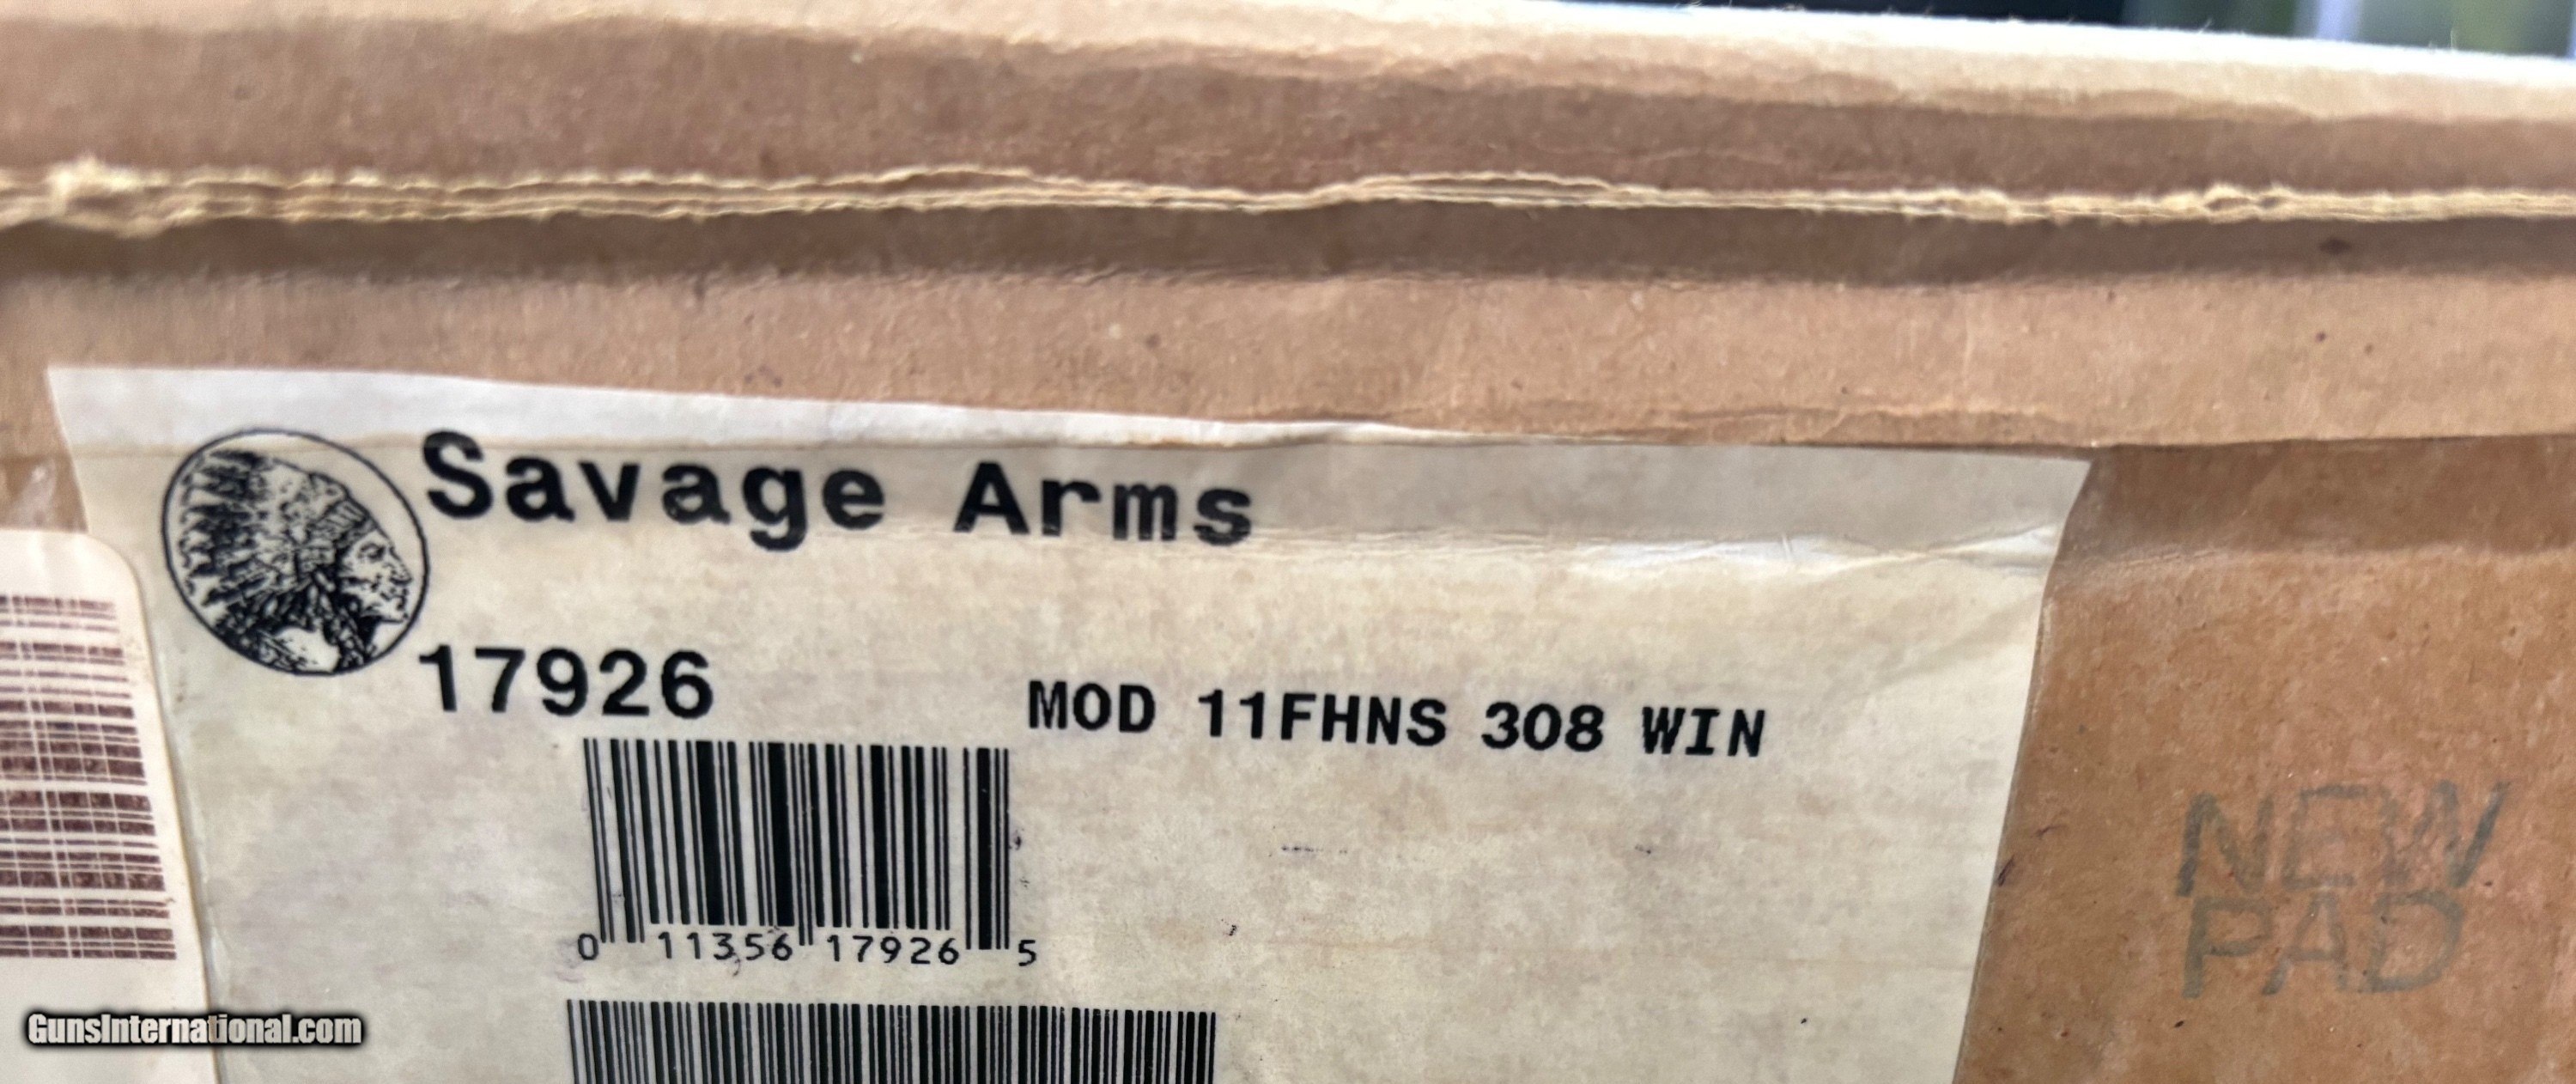 Savage Arms
17926
MOD 11FHNS 308 WIN
0 11356 17926 5
NEW
PAD
GunsInternational.com